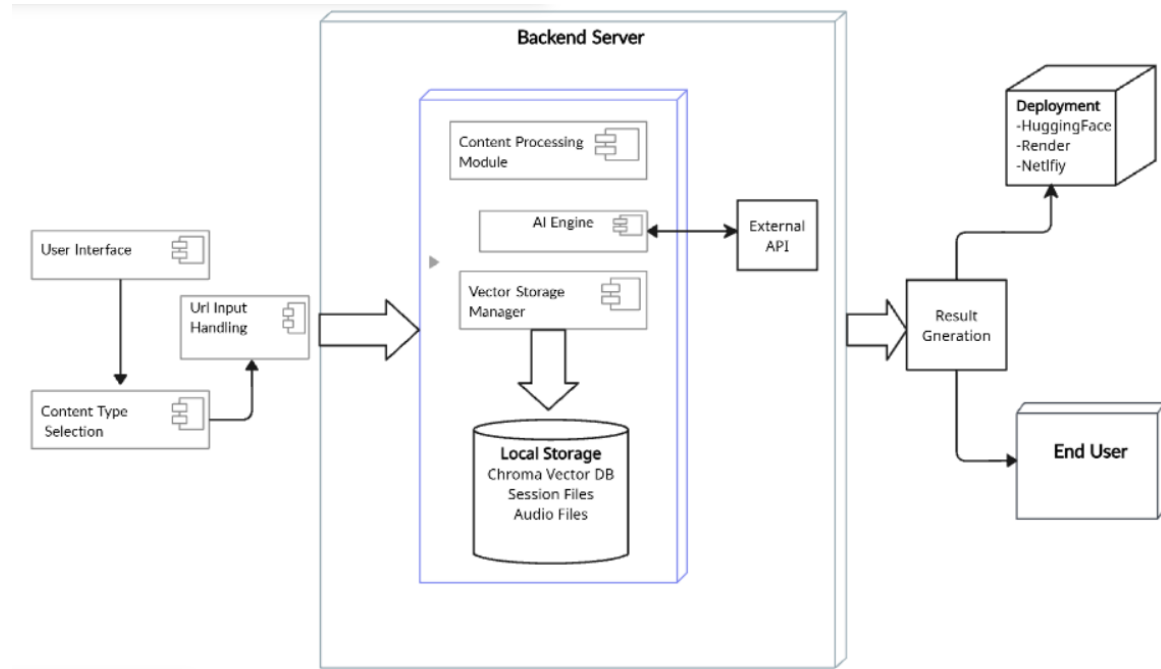 Backend Server
Content Processing
Module
AI Engine
Vector Storage
Manager
Local Storage
Chroma Vector DB
Session Files
Audio Files
External
API
User Interface
Url Input
Handling
Content Type
Selection
Deployment
-HuggingFace
-Render
-Netlfiy
Result
Gneration
End User